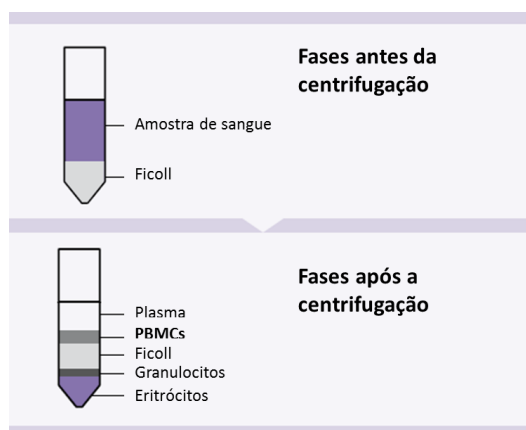 Fases antes da
centrifugação
Amostra de sangue
Ficoll
Fases após a
centrifugação
Plasma
PBMCs
Ficoll
Granulocitos
Eritrócitos